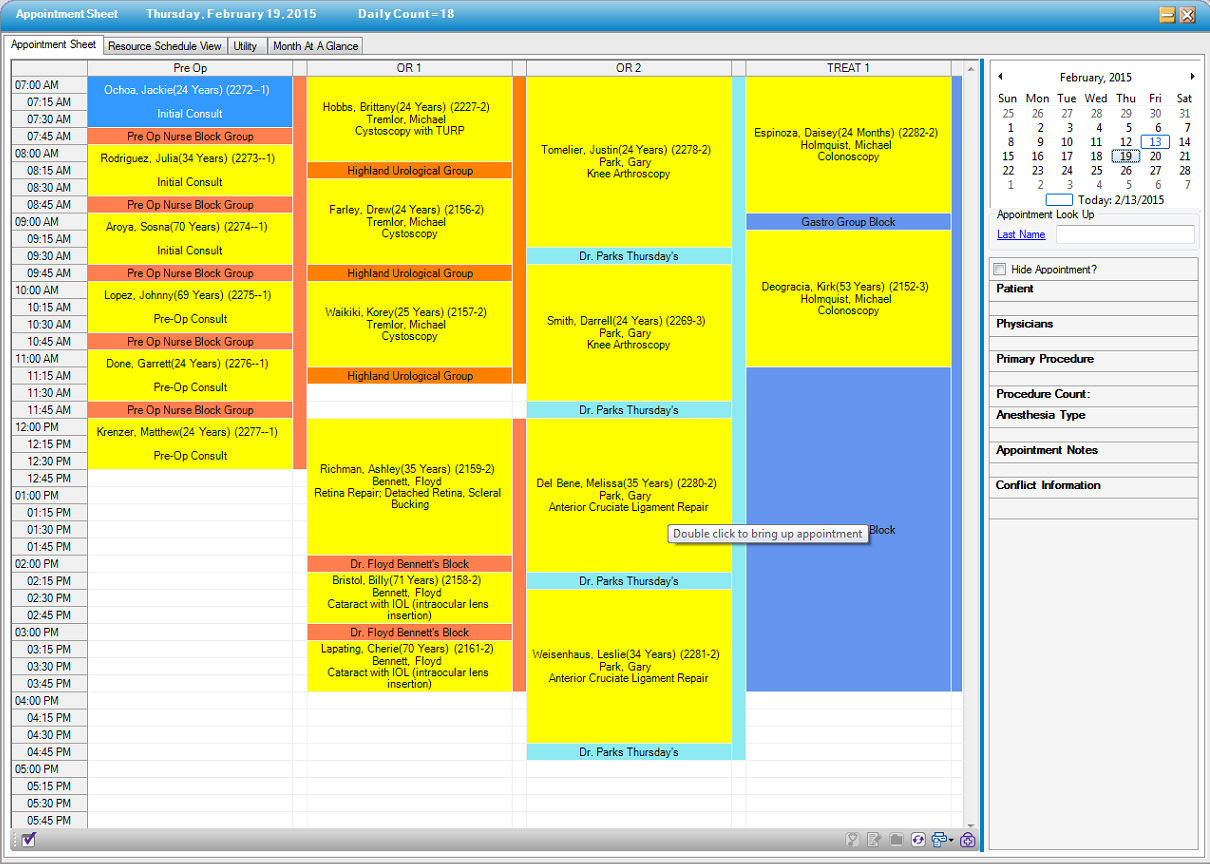 Appointment Sheet Thursday, February 19, 2015 Daily Count = 18
Appointment Sheet Resource Schedule View Utility Month At A Glance
Pre Op OR 1 OR 2 TREAT 1
07:00 AM
07:15 AM
07:30 AM
07:45 AM
08:00 AM
08:15 AM
08:30 AM
08:45 AM
09:00 AM
09:15 AM
09:30 AM
09:45 AM
10:00 AM
10:15 AM
10:30 AM
10:45 AM
11:00 AM
11:15 AM
11:30 AM
11:45 AM
12:00 PM
12:15 PM
12:30 PM
12:45 PM
01:00 PM
01:15 PM
01:30 PM
01:45 PM
02:00 PM
02:15 PM
02:30 PM
02:45 PM
03:00 PM
03:15 PM
03:30 PM
03:45 PM
04:00 PM
04:15 PM
04:30 PM
04:45 PM
05:00 PM
05:15 PM
05:30 PM
05:45 PM
Ochoa, Jackie(24 Years) (2272--1)
Initial Consult
Pre Op Nurse Block Group
Rodriguez, Julia(34 Years) (2273--1)
Initial Consult
Pre Op Nurse Block Group
Aroya, Sosna(70 Years) (2274--1)
Initial Consult
Pre Op Nurse Block Group
Lopez, Johnny(69 Years) (2275--1)
Pre-Op Consult
Pre Op Nurse Block Group
Done, Garrett(24 Years) (2276--1)
Pre-Op Consult
Pre Op Nurse Block Group
Krenzer, Matthew(24 Years) (2277--1)
Pre-Op Consult
Hobbs, Brittany(24 Years) (2227-2)
Tremlor, Michael
Cystoscopy with TURP
Highland Urological Group
Farley, Drew(24 Years) (2156-2)
Tremlor, Michael
Cystoscopy
Highland Urological Group
Waikiki, Korey(25 Years) (2157-2)
Tremlor, Michael
Cystoscopy
Highland Urological Group
Richman, Ashley(35 Years) (2159-2)
Bennett, Floyd
Retina Repair; Detached Retina, Scleral
Bucking
Dr. Floyd Bennett's Block
Bristol, Billy(71 Years) (2158-2)
Bennett, Floyd
Cataract with IOL (intraocular lens
insertion)
Dr. Floyd Bennett's Block
Lapating, Cherie(70 Years) (2161-2)
Bennett, Floyd
Cataract with IOL (intraocular lens
insertion)
Tomelier, Justin(24 Years) (2278-2)
Park, Gary
Knee Arthroscopy
Dr. Parks Thursday's
Smith, Darrell(24 Years) (2269-3)
Park, Gary
Knee Arthroscopy
Dr. Parks Thursday's
Del Bene, Melissa(35 Years) (2280-2)
Park, Gary
Anterior Cruciate Ligament Repair
Dr. Parks Thursday's
Weisenhaus, Leslie(34 Years) (2281-2)
Park, Gary
Anterior Cruciate Ligament Repair
Dr. Parks Thursday's
Espinoza, Daisey(24 Months) (2282-2)
Holmquist, Michael
Colonoscopy
Gastro Group Block
Deogracia, Kirk(53 Years) (2152-3)
Holmquist, Michael
Colonoscopy
Block
Double click to bring up appointment
February, 2015
Sun Mon Tue Wed Thu Fri Sat
25 26 27 28 29 30 31
1 2 3 4 5 6 7
8 9 10 11 12 13 14
15 16 17 18 19 20 21
22 23 24 25 26 27 28
1 2 3 4 5 6 7
Today: 2/13/2015
Appointment Look Up
Last Name
Hide Appointment?
Patient
Physicians
Primary Procedure
Procedure Count:
Anesthesia Type
Appointment Notes
Conflict Information